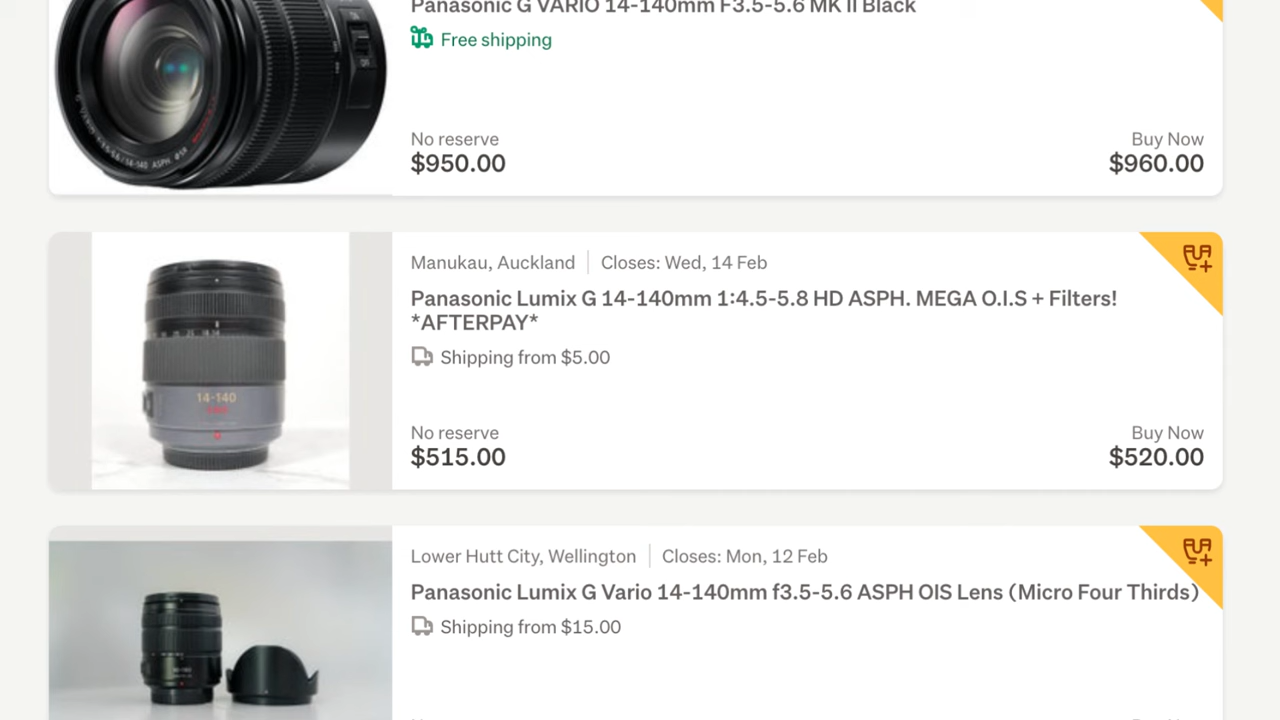 Panasonic G VARIO 14-140mm F3.5-5.6 MK II Black
Free shipping
No reserve
$950.00
Buy Now
$960.00
Manukau, Auckland
Closes: Wed, 14 Feb
Panasonic Lumix G 14-140mm 1:4.5-5.8 HD ASPH. MEGA O.I.S + Filters!
*AFTERPAY*
Shipping from $5.00
14-140
No reserve
$515.00
Buy Now
$520.00
Lower Hutt City, Wellington
Closes: Mon, 12 Feb
Panasonic Lumix G Vario 14-140mm f3.5-5.6 ASPH OIS Lens (Micro Four Thirds)
Shipping from $15.00